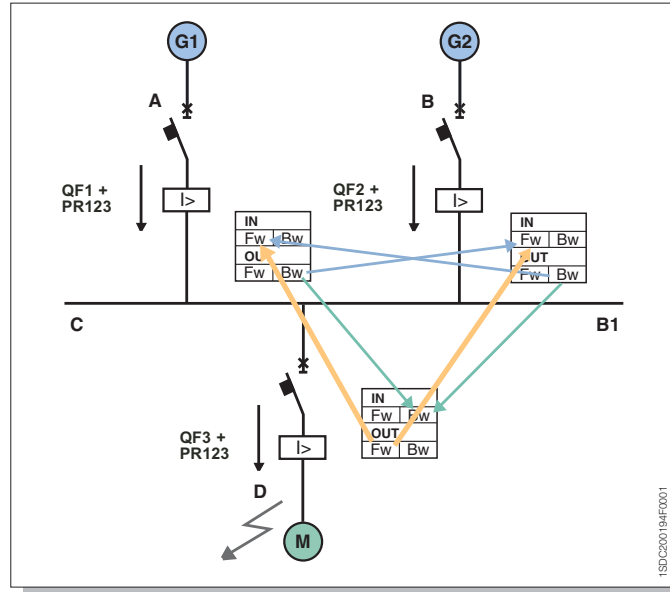 G1
G2
A
B
QF1 +
PR123
I>
QF2 +
PR123
I>
IN
Fw Bw
OUT
Fw Bw
IN
Fw Bw
OUT
Fw Bw
C
B1
IN
Fw Bw
OUT
Fw Bw
QF3 +
PR123
I>
D
M
1SDC200194F0001